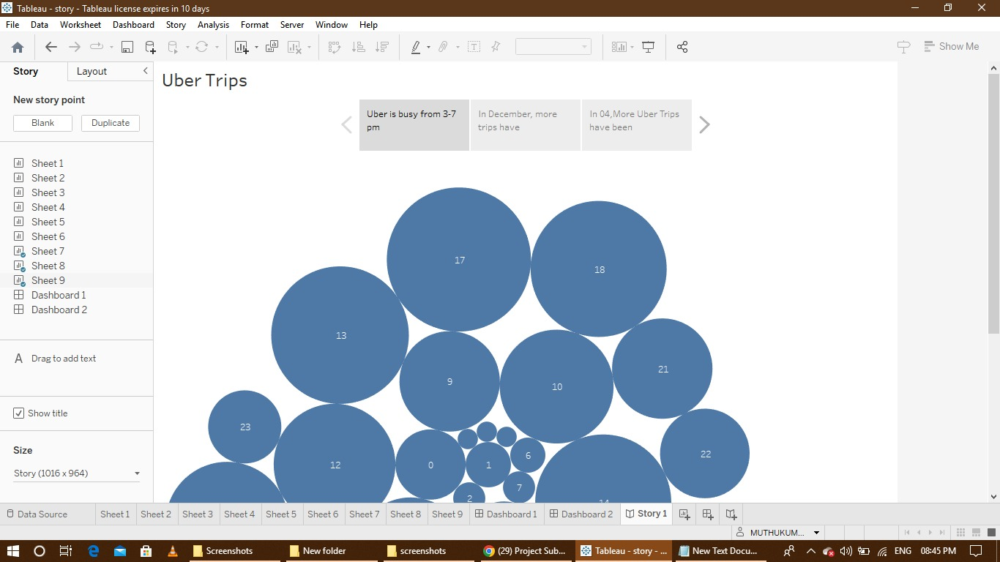 Tableau - story - Tableau license expires in 10 days
File Data Worksheet Dashboard Story Analysis Format Server Window Help
Show Me
Story Layout
New story point
Blank Duplicate
Sheet 1
Sheet 2
Sheet 3
Sheet 4
Sheet 5
Sheet 6
Sheet 7
Sheet 8
Sheet 9
Dashboard 1
Dashboard 2
A Drag to add text
Show title
Size
Story (1016 x 964)
Uber Trips
Uber is busy from 3-7
pm
In December, more
trips have
In 04,More Uber Trips
have been
17
18
13
9
10
21
23
12
0
1
6
22
7
2
14
Data Source Sheet 1 Sheet 2 Sheet 3 Sheet 4 Sheet 5 Sheet 6 Sheet 7 Sheet 8 Sheet 9 Dashboard 1 Dashboard 2 Story 1
MUTHUKUM...
Screenshots New folder screenshots (29) Project Sub... Tableau - story - ... New Text Docu... ENG 08:45 PM